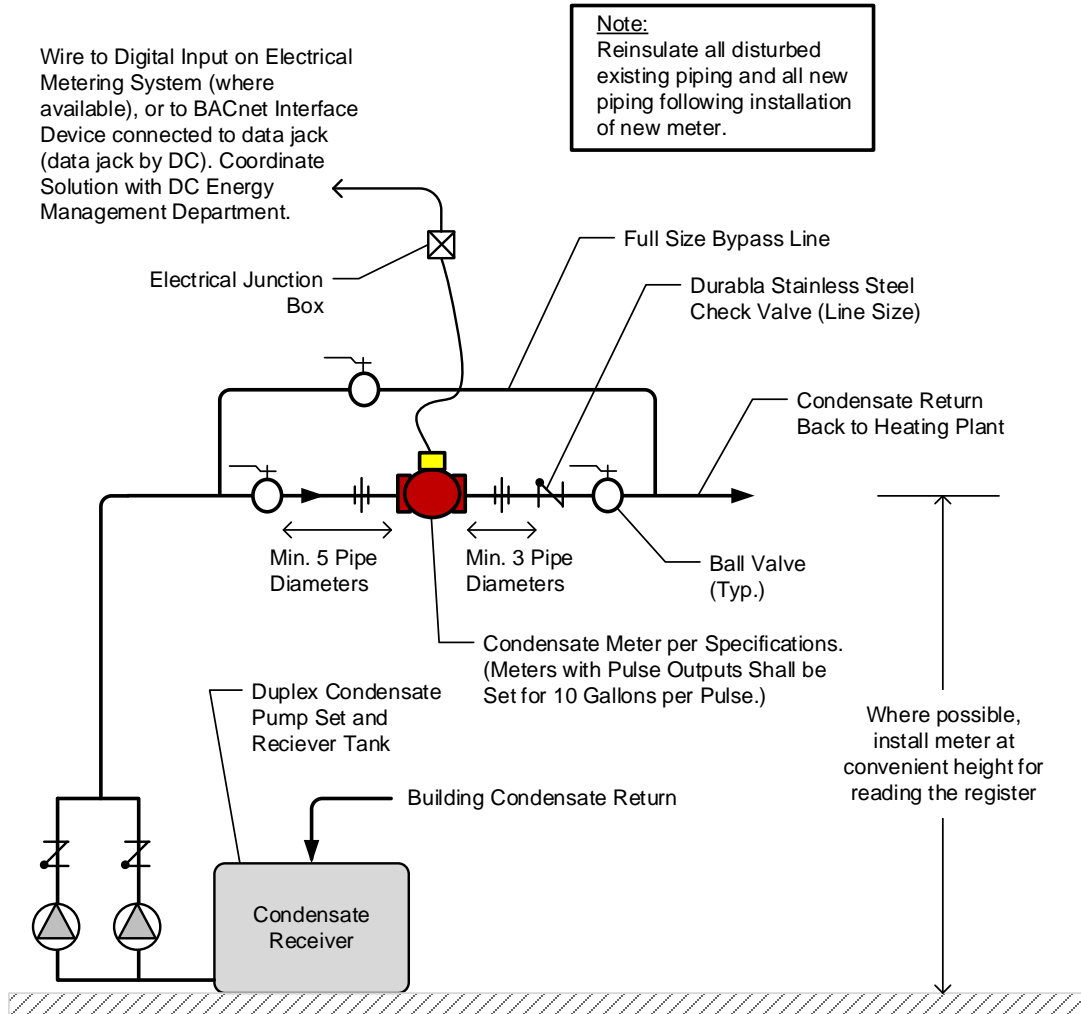 Wire to Digital Input on Electrical
Metering System (where
available), or to BACnet Interface
Device connected to data jack
(data jack by DC). Coordinate
Solution with DC Energy
Management Department.
Note:
Reinsulate all disturbed
existing piping and all new
piping following installation
of new meter.
Electrical Junction
Box
Full Size Bypass Line
Durabla Stainless Steel
Check Valve (Line Size)
Condensate Return
Back to Heating Plant
Min. 5 Pipe
Diameters
Min. 3 Pipe
Diameters
Ball Valve
(Typ.)
Condensate Meter per Specifications.
(Meters with Pulse Outputs Shall be
Set for 10 Gallons per Pulse.)
Duplex Condensate
Pump Set and
Reciever Tank
Where possible,
install meter at
convenient height for
reading the register
Building Condensate Return
Condensate
Receiver